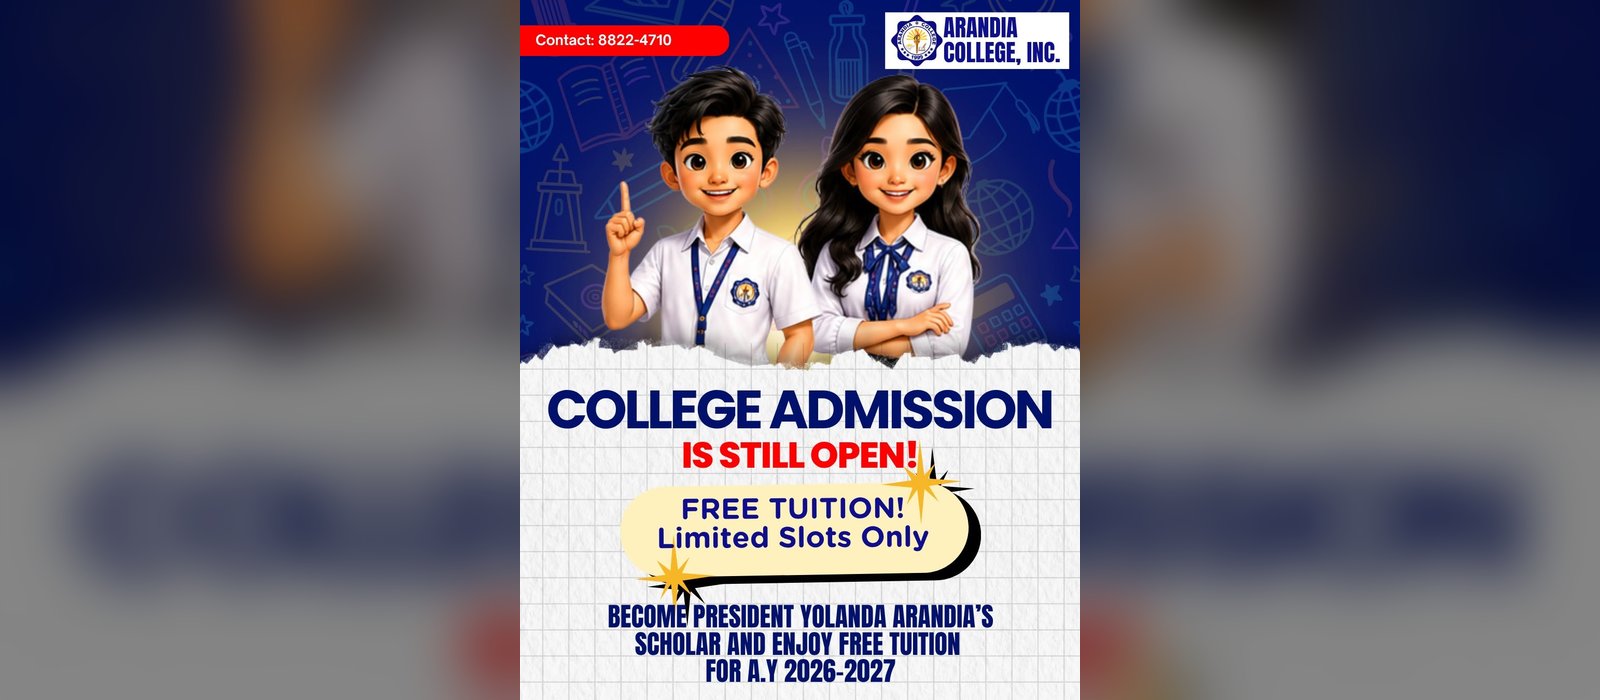 Contact: 8822-4710
ARANDIA
COLLEGE, INC.
COLLEGE ADMISSION
IS STILL OPEN!
FREE TUITION!
Limited Slots Only
BECOME PRESIDENT YOLANDA ARANDIA'S
SCHOLAR AND ENJOY FREE TUITION
FOR A.Y 2026-2027